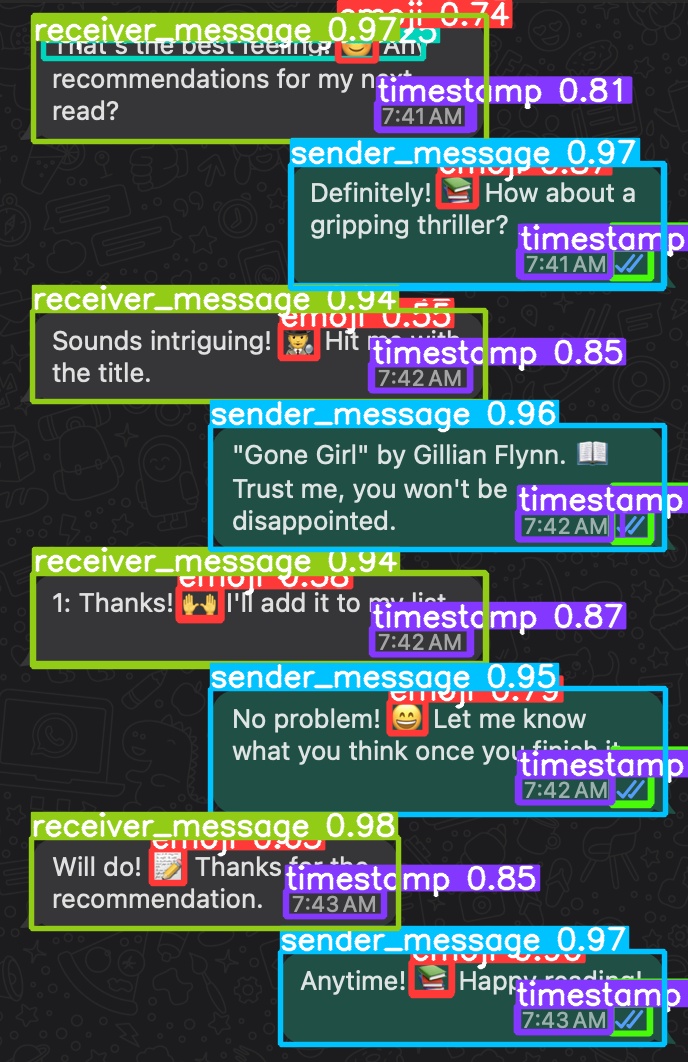 emoji 0.74
receiver_message 0.97 25
That's the best feeling! Any
recommendations for my next
read?
timestamp 0.81
7:41 AM
sender_message 0.97
emoji
Definitely! 📚 How about a
gripping thriller?
timestamp
7:41 AM
receiver_message 0.94
emoji 0.55
Sounds intriguing! Hit me with
the title.
timestamp 0.85
7:42 AM
sender_message 0.96
"Gone Girl" by Gillian Flynn. 📖
Trust me, you won't be
disappointed.
timestamp
7:42 AM
receiver_message 0.94
emoji 0.58
1: Thanks! 🙌 I'll add it to my list.
timestamp 0.87
7:42 AM
sender_message 0.95
emoji 0.79
No problem! 😄 Let me know
what you think once you finish it.
timestamp
7:42 AM
receiver_message 0.98
emoji
Will do! 📝 Thanks for the
recommendation.
timestamp 0.85
7:43 AM
sender_message 0.97
emoji
Anytime! 📚 Happy reading!
timestamp
7:43 AM